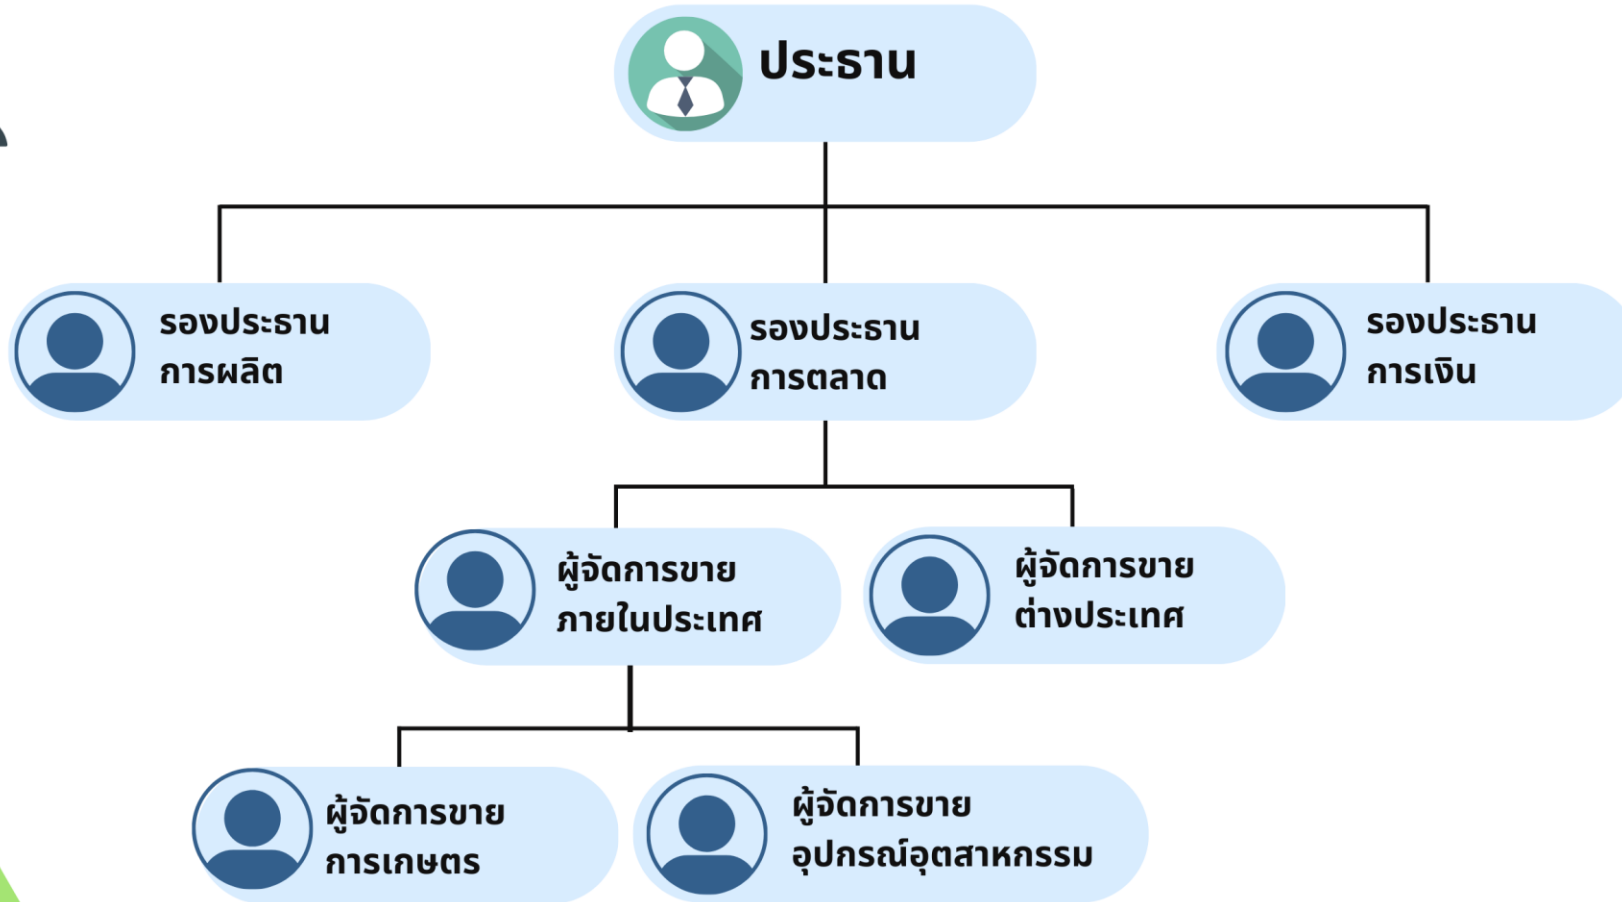 ประธาน
รองประธาน
การผลิต
รองประธาน
การตลาด
รองประธาน
การเงิน
ผู้จัดการขาย
ภายในประเทศ
ผู้จัดการขาย
ต่างประเทศ
ผู้จัดการขาย
การเกษตร
ผู้จัดการขาย
อุปกรณ์อุตสาหกรรม